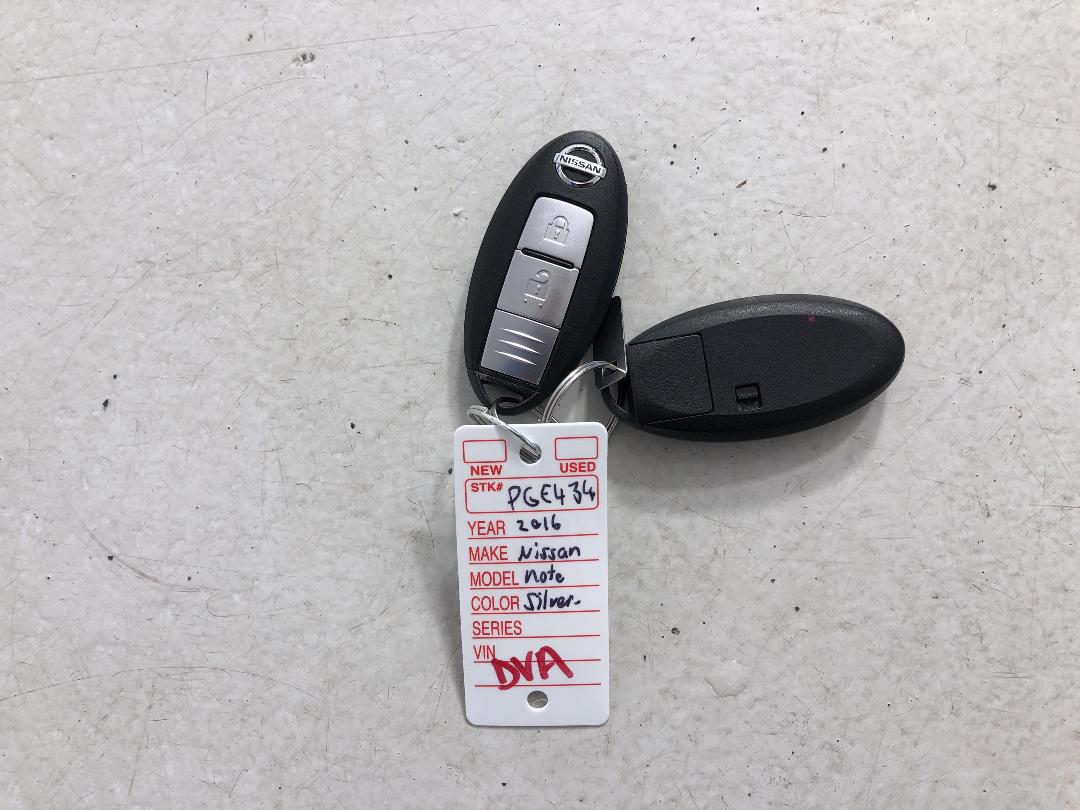 NISSAN
NEW USED
STK# PGE434
YEAR 2016
MAKE Nissan
MODEL Note
COLOR Silver
SERIES
VIN
DVA